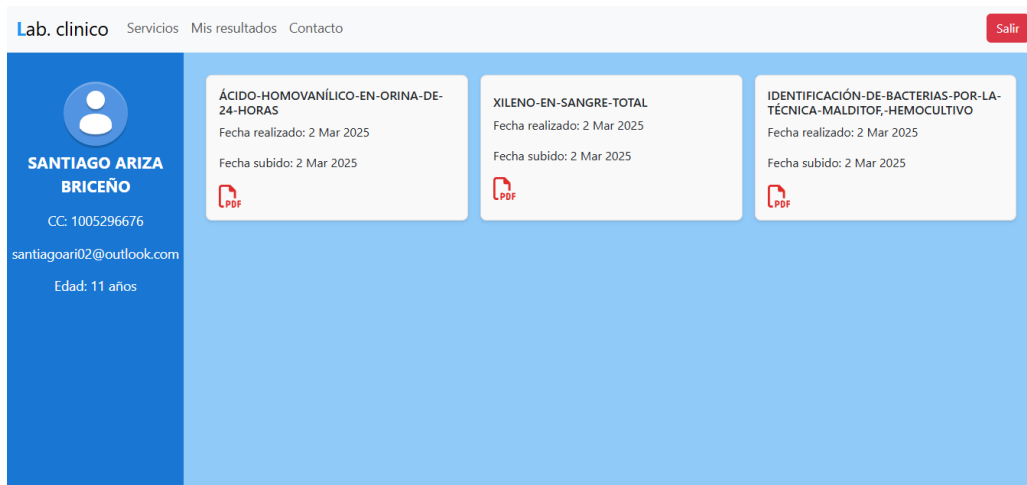 Lab. clinico Servicios Mis resultados Contacto Salir
SANTIAGO ARIZA
BRICEÑO
CC: 1005296676
santiagoari02@outlook.com
Edad: 11 años
ÁCIDO-HOMOVANÍLICO-EN-ORINA-DE-
24-HORAS
Fecha realizado: 2 Mar 2025
Fecha subido: 2 Mar 2025
PDF
XILENO-EN-SANGRE-TOTAL
Fecha realizado: 2 Mar 2025
Fecha subido: 2 Mar 2025
PDF
IDENTIFICACIÓN-DE-BACTERIAS-POR-LA-
TÉCNICA-MALDITOF,-HEMOCULTIVO
Fecha realizado: 2 Mar 2025
Fecha subido: 2 Mar 2025
PDF